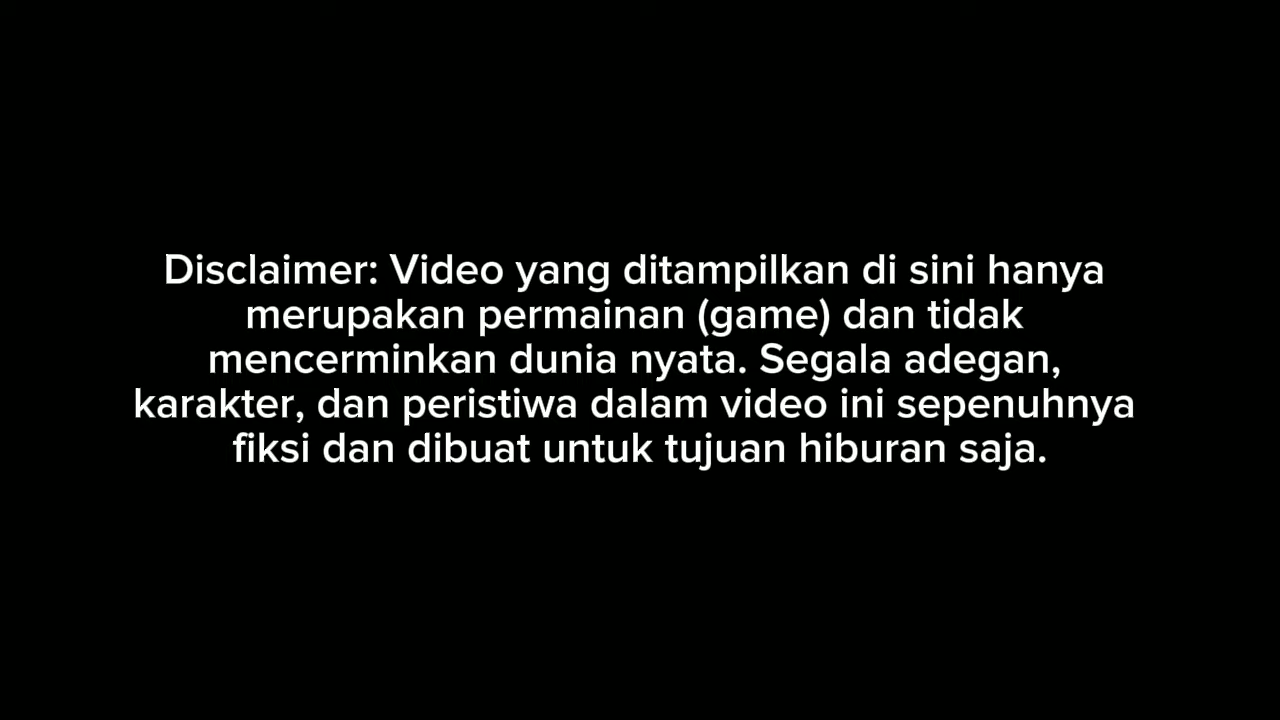 Disclaimer: Video yang ditampilkan di sini hanya
merupakan permainan (game) dan tidak
mencerminkan dunia nyata. Segala adegan,
karakter, dan peristiwa dalam video ini sepenuhnya
fiksi dan dibuat untuk tujuan hiburan saja.